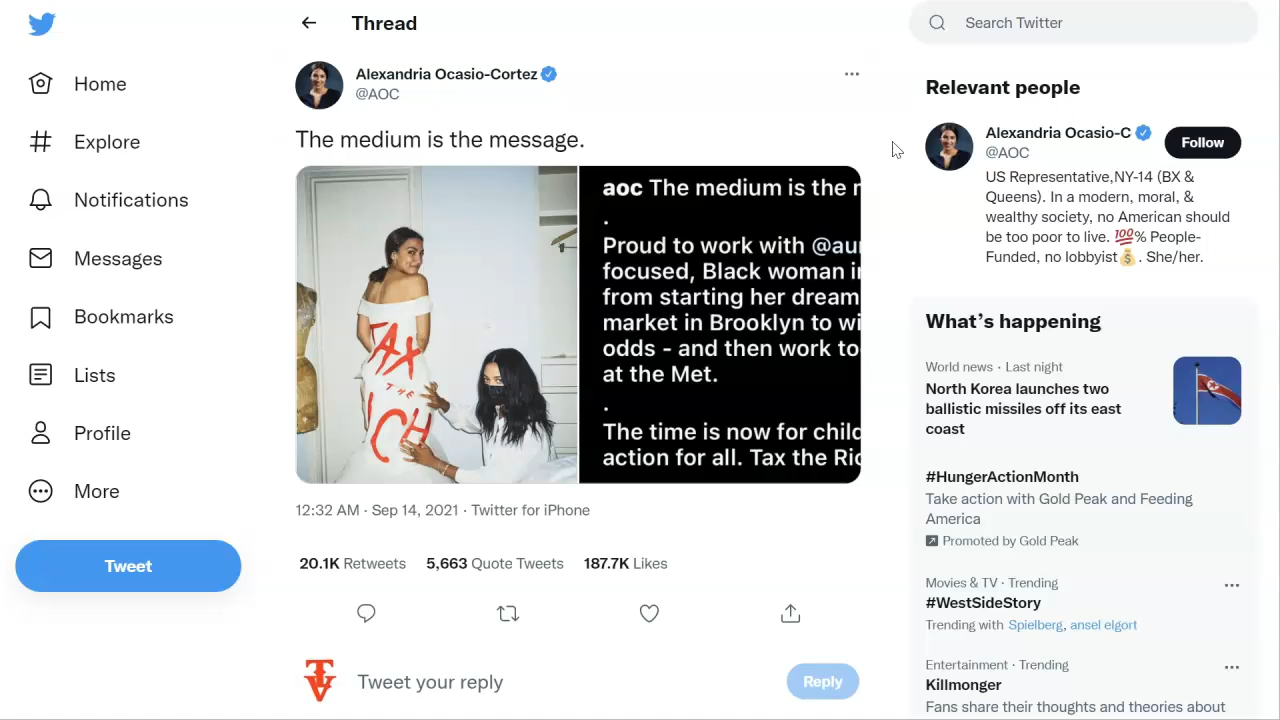 Home
Explore
Notifications
Messages
Bookmarks
Lists
Profile
More
Tweet
Thread
Alexandria Ocasio-Cortez
@AOC
The medium is the message.
TAX
THE
RICH
aoc The medium is the
.
Proud to work with
focused, Black woman
from starting her dream
market in Brooklyn to
odds - and then work
at the Met.
.
The time is now for
action for all. Tax the
12:32 AM · Sep 14, 2021 · Twitter for iPhone
20.1K Retweets 5,663 Quote Tweets 187.7K Likes
Tweet your reply
Reply
Search Twitter
Relevant people
Alexandria Ocasio-C
@AOC
Follow
US Representative,NY-14 (BX &
Queens). In a modern, moral, &
wealthy society, no American should
be too poor to live. 💯% People-
Funded, no lobbyist💰. She/her.
What's happening
World news · Last night
North Korea launches two
ballistic missiles off its east
coast
#HungerActionMonth
Take action with Gold Peak and Feeding
America
Promoted by Gold Peak
Movies & TV · Trending
#WestSideStory
Trending with Spielberg, ansel elgort
Entertainment · Trending
Killmonger
Fans share their thoughts and theories about